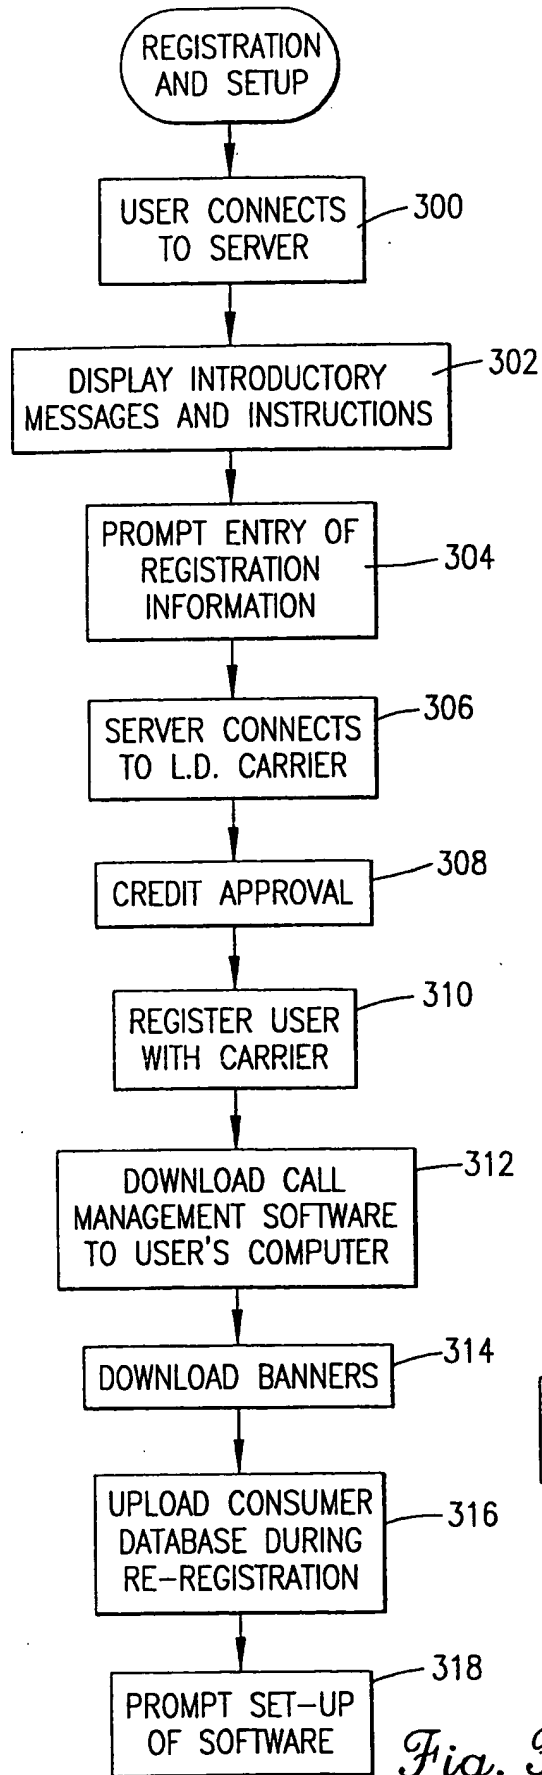 REGISTRATION
AND SETUP
USER CONNECTS
TO SERVER
300
DISPLAY INTRODUCTORY
MESSAGES AND INSTRUCTIONS
302
PROMPT ENTRY OF
REGISTRATION
INFORMATION
304
SERVER CONNECTS
TO L.D. CARRIER
306
CREDIT APPROVAL
308
REGISTER USER
WITH CARRIER
310
DOWNLOAD CALL
MANAGEMENT SOFTWARE
TO USER'S COMPUTER
312
DOWNLOAD BANNERS
314
UPLOAD CONSUMER
DATABASE DURING
RE-REGISTRATION
316
PROMPT SET-UP
OF SOFTWARE
318
Fig.